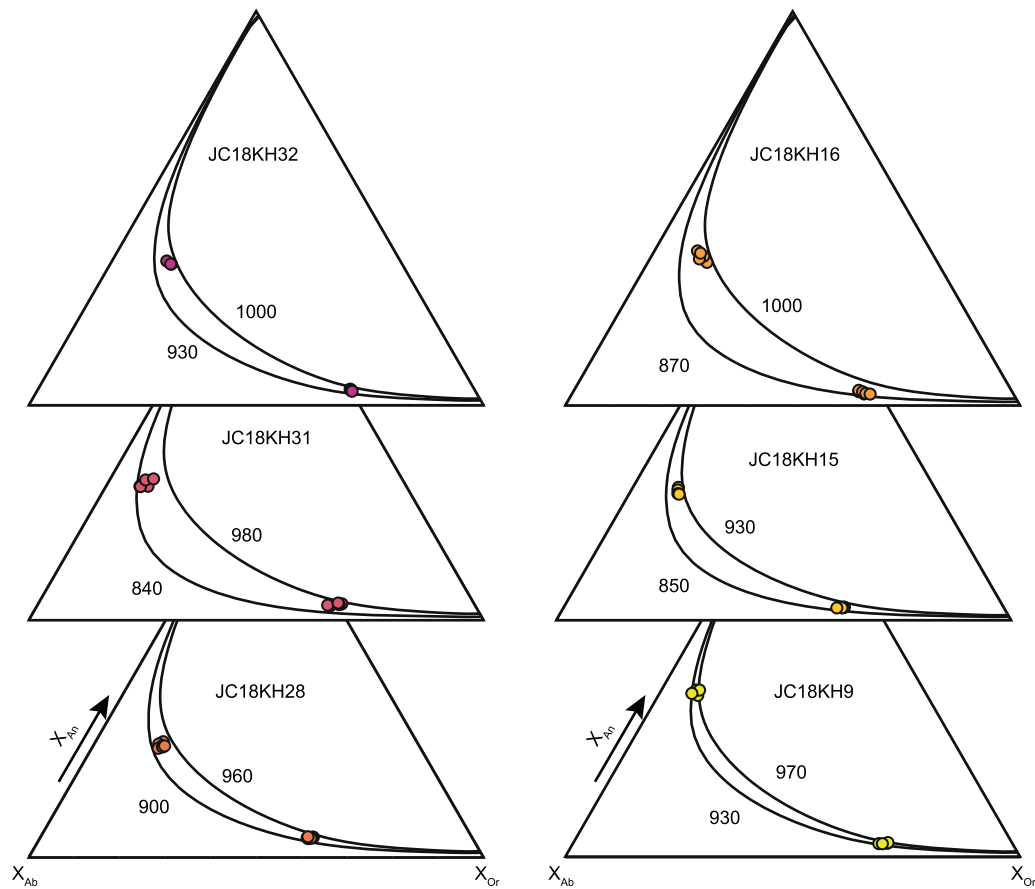 JC18KH32
1000
930
JC18KH16
1000
870
JC18KH31
980
840
JC18KH15
930
850
JC18KH28
X_An
960
900
X_Ab
X_Or
JC18KH9
X_An
970
930
X_Ab
X_Or